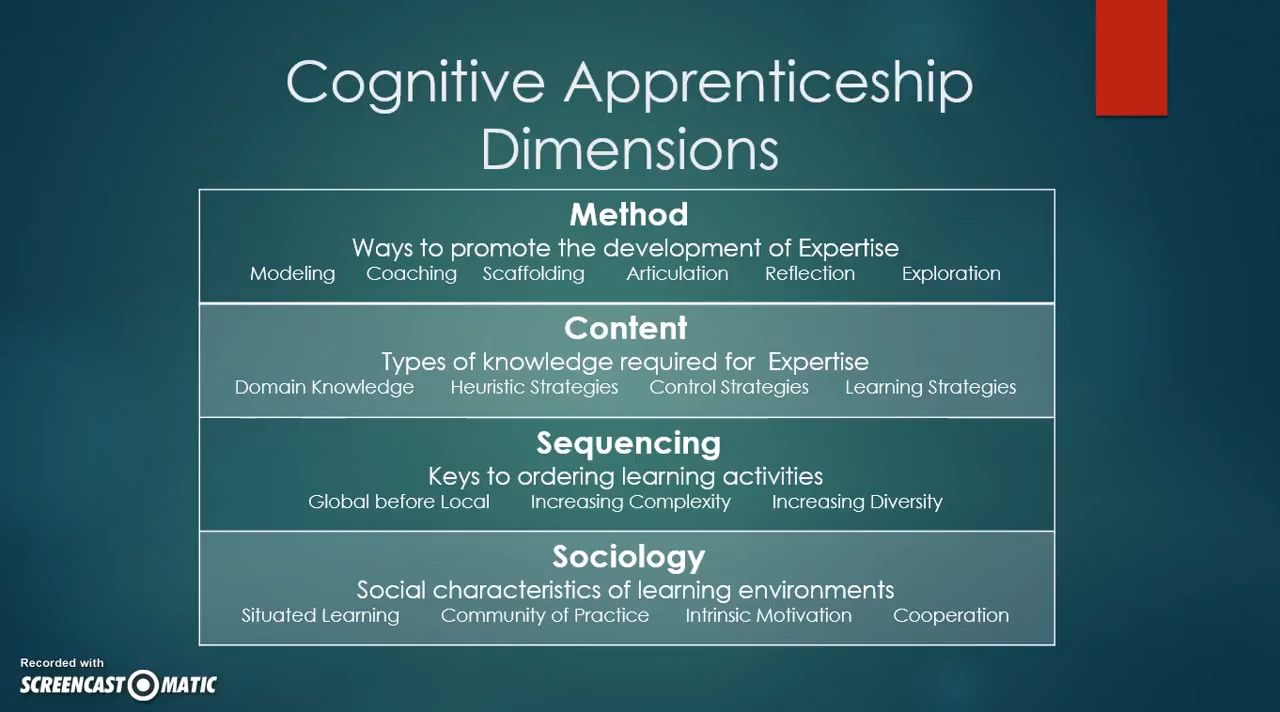 Cognitive Apprenticeship
Dimensions
Method
Ways to promote the development of Expertise
Modeling Coaching Scaffolding Articulation Reflection Exploration
Content
Types of knowledge required for Expertise
Domain Knowledge Heuristic Strategies Control Strategies Learning Strategies
Sequencing
Keys to ordering learning activities
Global before Local Increasing Complexity Increasing Diversity
Sociology
Social characteristics of learning environments
Situated Learning Community of Practice Intrinsic Motivation Cooperation
Recorded with
SCREENCAST-O-MATIC